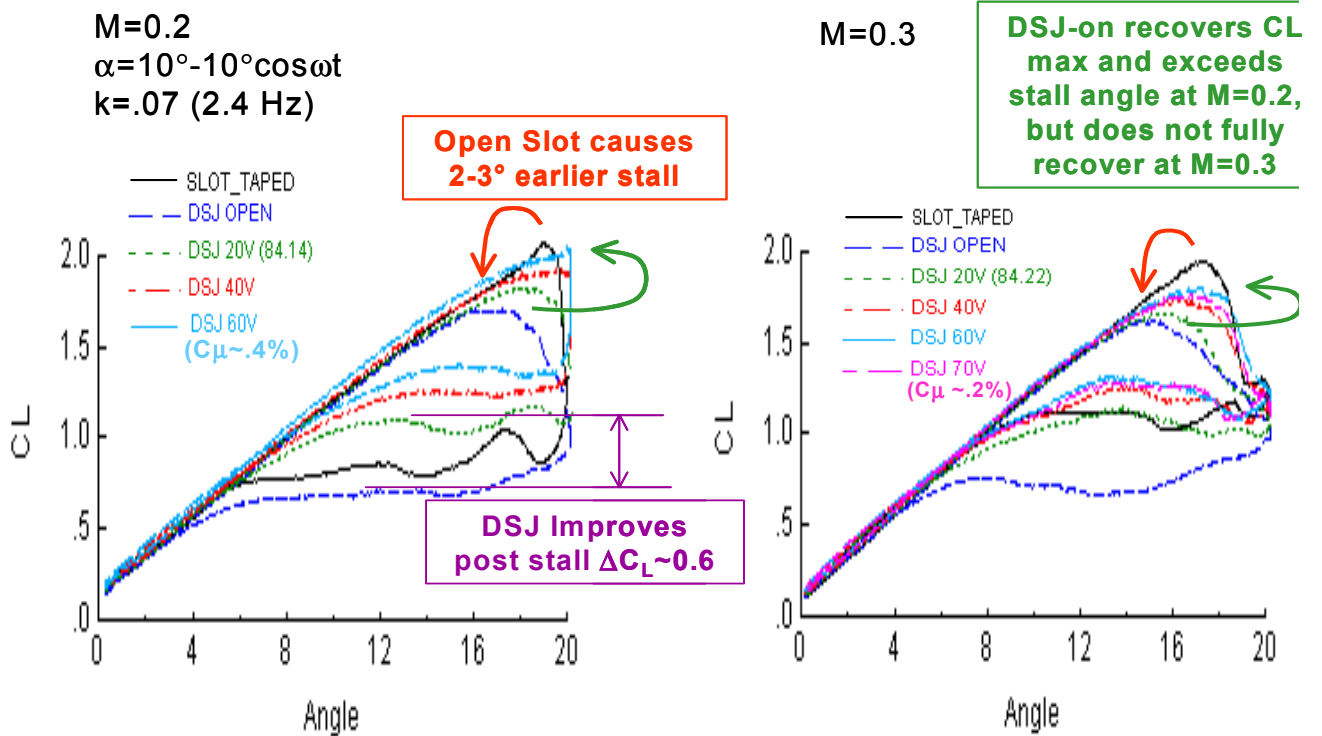 M=0.2
α=10°-10°cosωt
k=.07 (2.4 Hz)
M=0.3
DSJ-on recovers CL
max and exceeds
stall angle at M=0.2,
but does not fully
recover at M=0.3
Open Slot causes
2-3° earlier stall
SLOT_TAPED
DSJ OPEN
DSJ 20V (84.14)
DSJ 40V
DSJ 60V
(Cμ~.4%)
2.0
1.5
1.0
.5
.0
CL
0 4 8 12 16 20
Angle
DSJ Improves
post stall ΔCL~0.6
SLOT_TAPED
DSJ OPEN
DSJ 20V (84.22)
DSJ 40V
DSJ 60V
DSJ 70V
(Cμ ~.2%)
2.0
1.5
1.0
.5
.0
CL
0 4 8 12 16 20
Angle